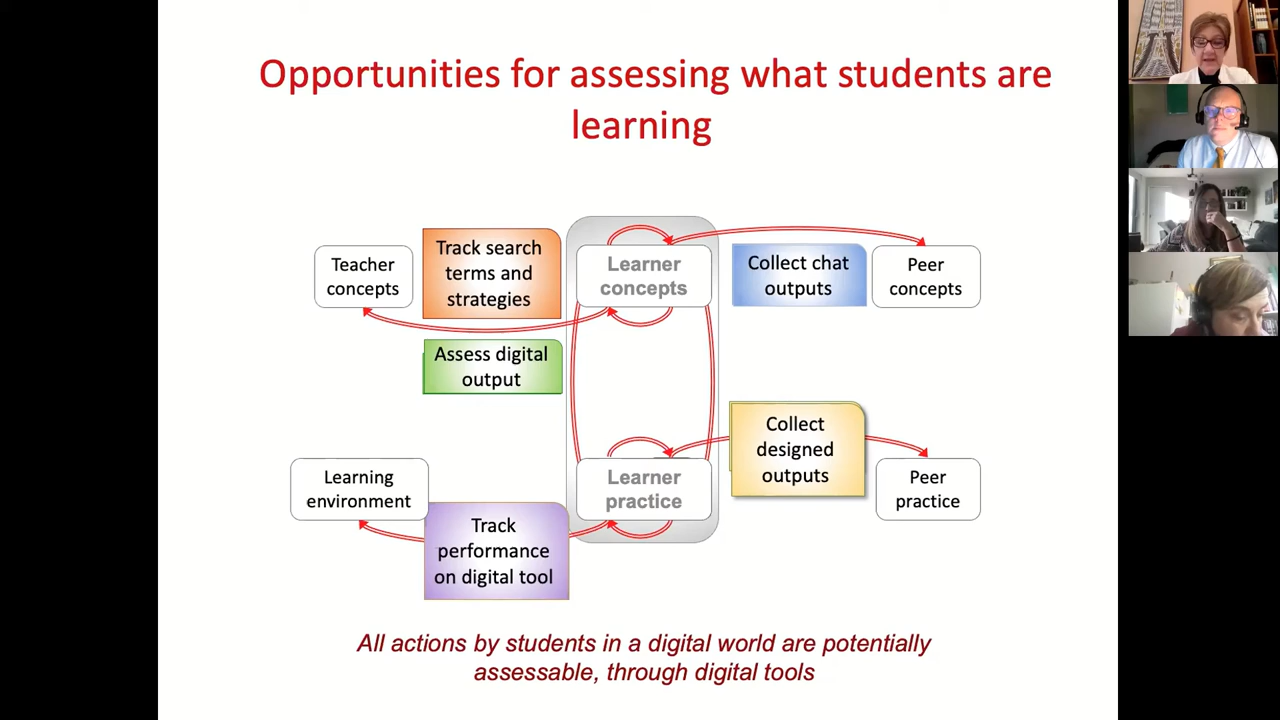 Opportunities for assessing what students are
learning
Teacher
concepts
Track search
terms and
strategies
Learner
concepts
Collect chat
outputs
Peer
concepts
Assess digital
output
Learning
environment
Track
performance
on digital tool
Learner
practice
Collect
designed
outputs
Peer
practice
All actions by students in a digital world are potentially
assessable, through digital tools